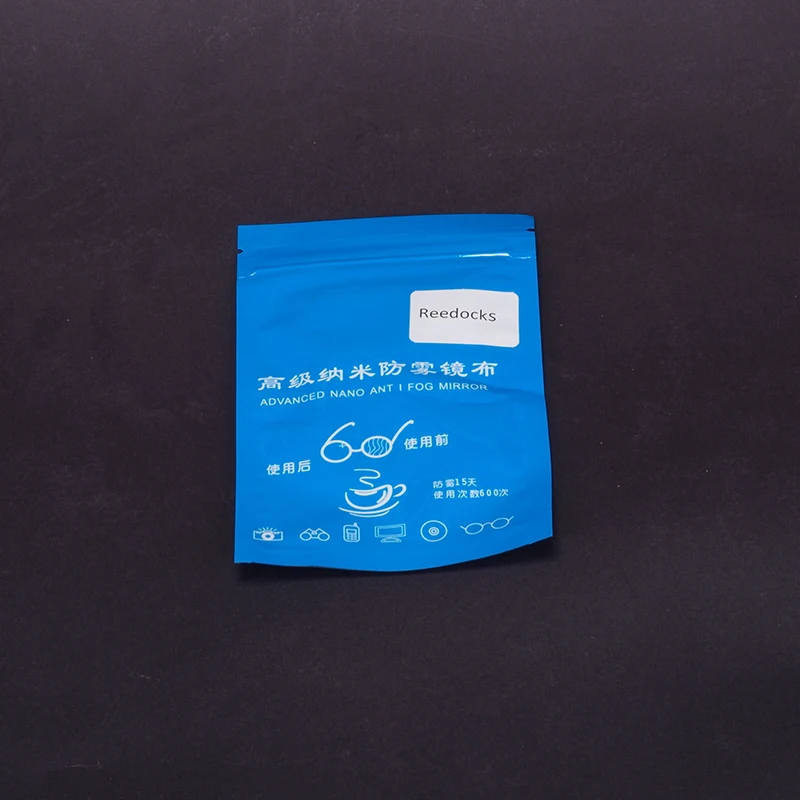 Reedocks
高级纳米防雾镜布
ADVANCED NANO ANT I FOG MIRROR
使用后
使用前
防雾15天
使用次数600次